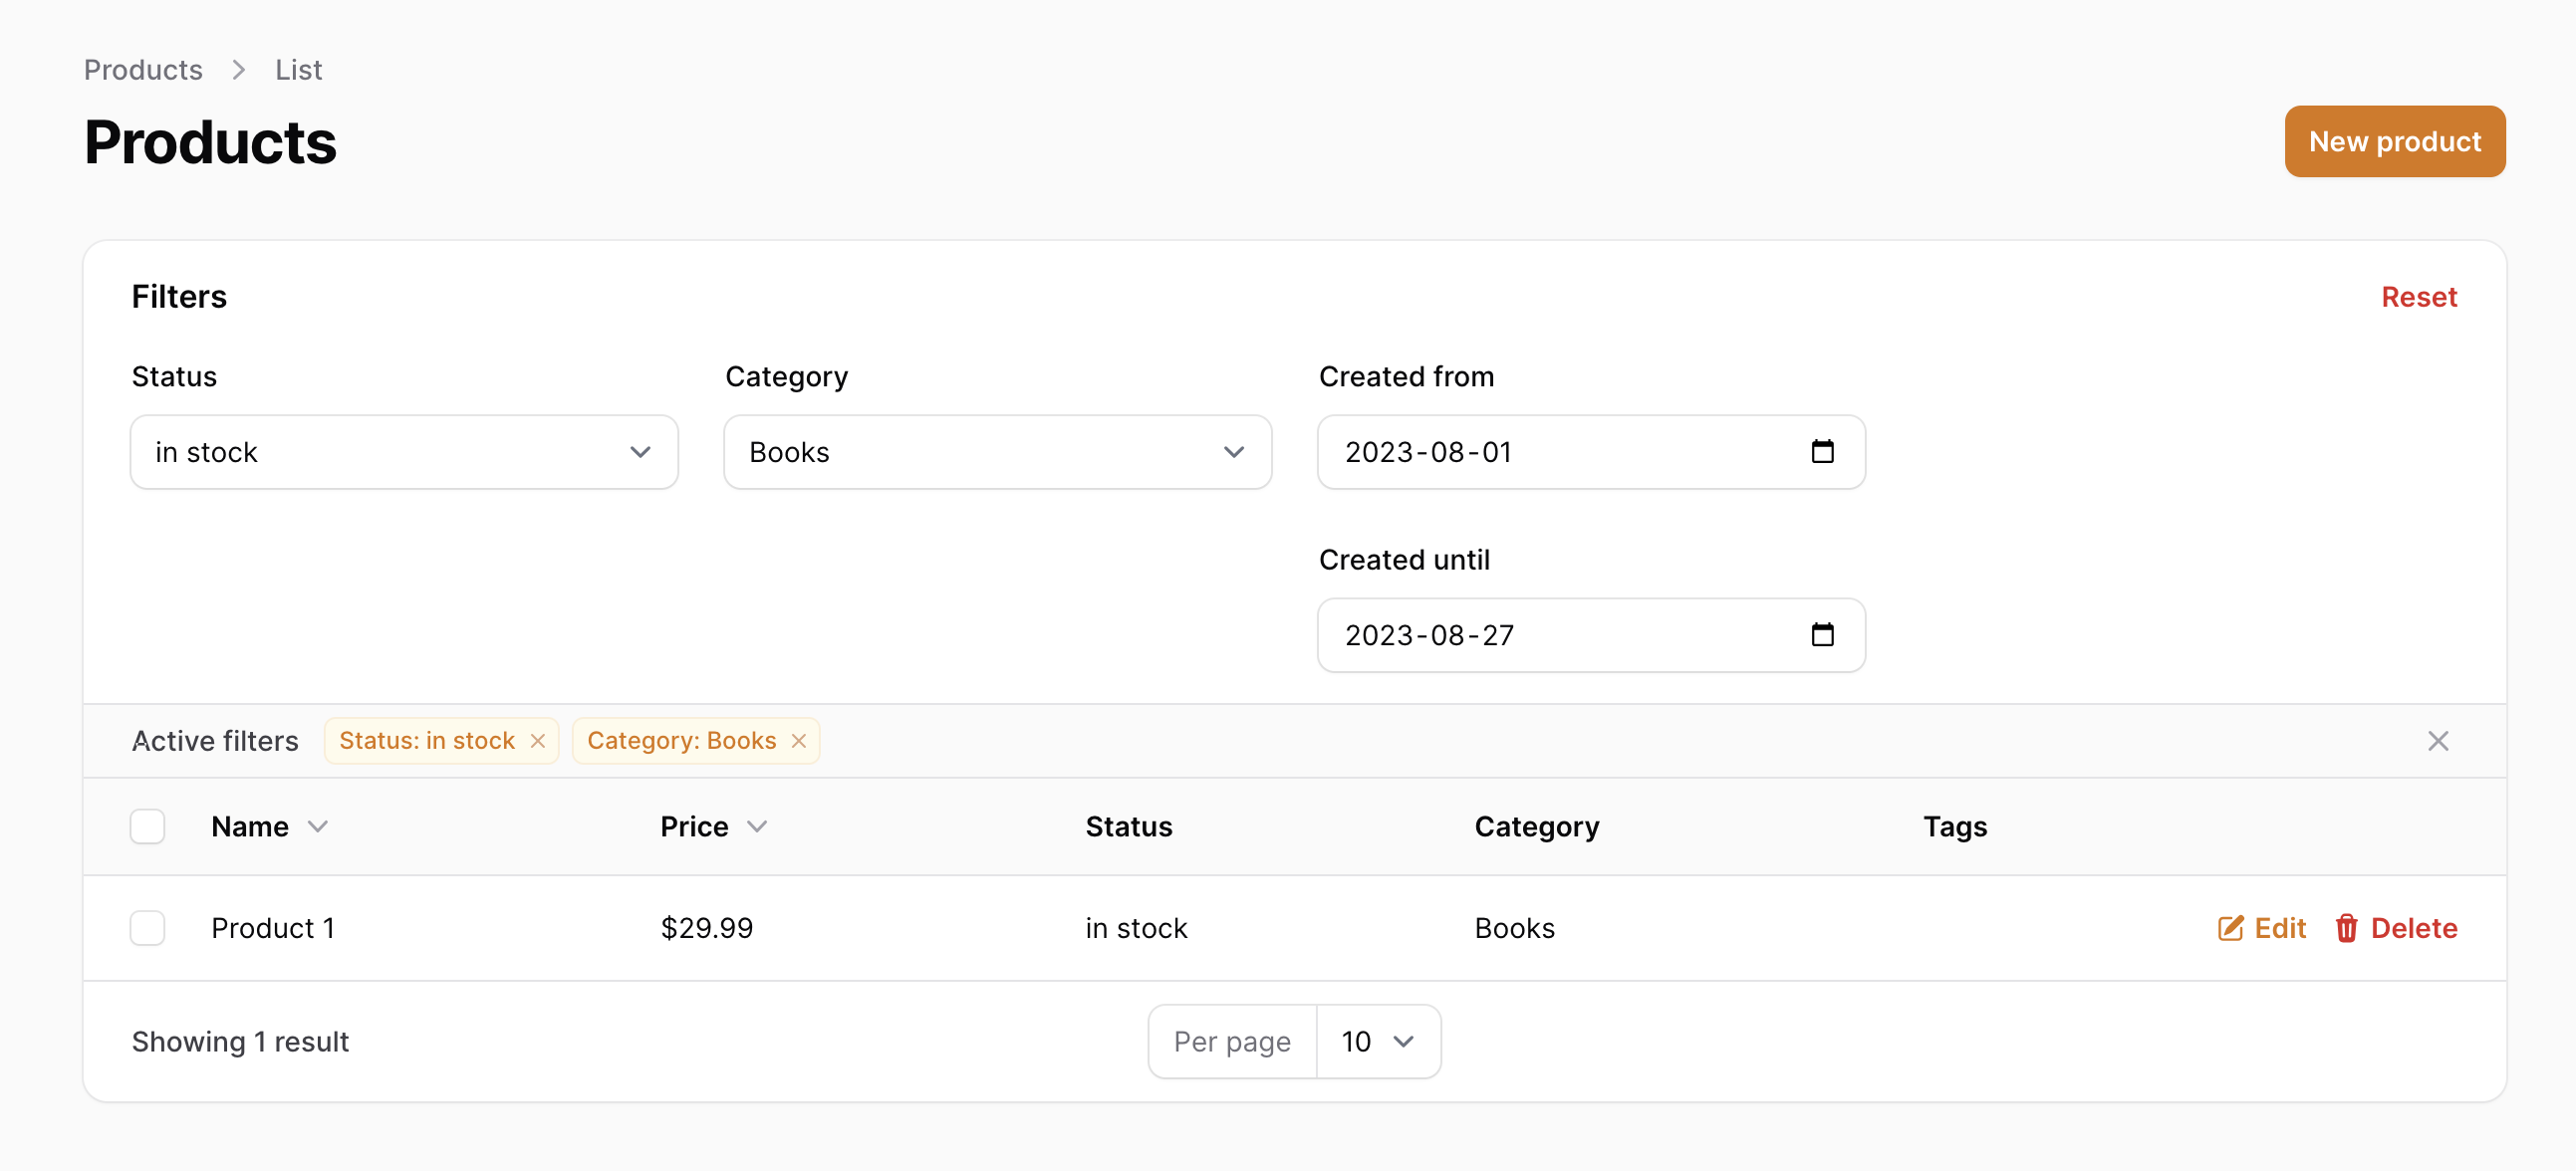 Products > List
Products
New product
Filters
Reset
Status
Category
Created from
in stock
Books
2023-08-01
Created until
2023-08-27
Active filters Status: in stock Category: Books
Name Price Status Category Tags
Product 1 $29.99 in stock Books Edit Delete
Showing 1 result
Per page 10